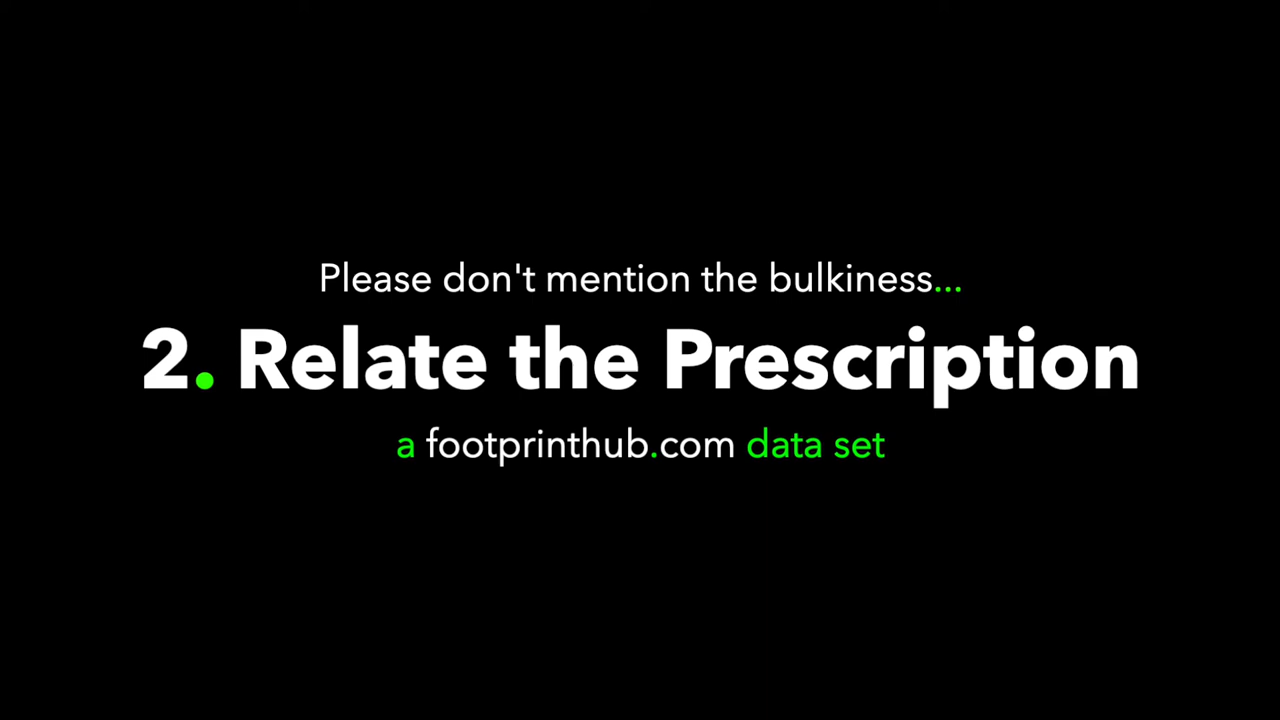 Please don't mention the bulkiness...
2. Relate the Prescription
a footprinthub.com data set